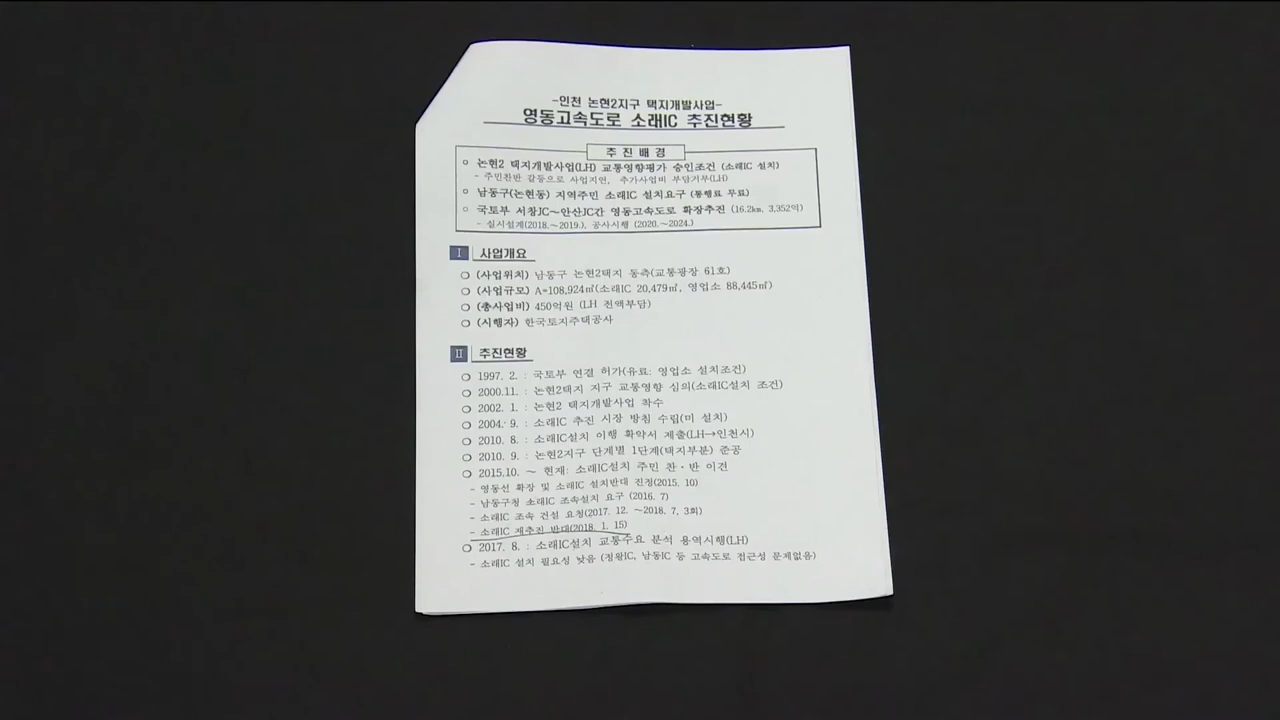 -인천 논현2지구 택지개발사업-
영동고속도로 소래IC 추진현황
추 진 배 경
○ 논현2 택지개발사업(LH) 교통영향평가 승인조건 (소래IC 설치)
- 주민찬반 갈등으로 사업지연, 추가사업비 부담거부(LH)
○ 남동구(논현동) 지역주민 소래IC 설치요구 (통행료 무료)
○ 국토부 서창JC~안산JC간 영동고속도로 확장추진 (16.2㎞, 3,352억)
- 실시설계(2018.~2019.), 공사시행 (2020.~2024.)
Ⅰ 사업개요
○ (사업위치) 남동구 논현2택지 동측(교통광장 61호)
○ (사업규모) A=108,924㎡(소래IC 20,479㎡, 영업소 88,445㎡)
○ (총사업비) 450억원 (LH 전액부담)
○ (시행자) 한국토지주택공사
Ⅱ 추진현황
○ 1997. 2. : 국토부 연결 허가(유료: 영업소 설치조건)
○ 2000.11. : 논현2택지 지구 교통영향 심의(소래IC설치 조건)
○ 2002. 1. : 논현2 택지개발사업 착수
○ 2004. 9. : 소래IC 추진 시장 방침 수립(미 설치)
○ 2010. 8. : 소래IC설치 이행 확약서 제출(LH→인천시)
○ 2010. 9. : 논현2지구 단계별 1단계(택지부분) 준공
○ 2015.10. ~ 현재: 소래IC설치 주민 찬·반 이견
- 영동선 확장 및 소래IC 설치반대 진정(2015. 10)
- 남동구청 소래IC 조속설치 요구 (2016. 7)
- 소래IC 조속 건설 요청(2017. 12. ~2018. 7, 3회)
- 소래IC 재추진 반대(2018. 1. 15)
○ 2017. 8. : 소래IC설치 교통수요 분석 용역시행(LH)
- 소래IC 설치 필요성 낮음 (정왕IC, 남동IC 등 고속도로 접근성 문제없음)